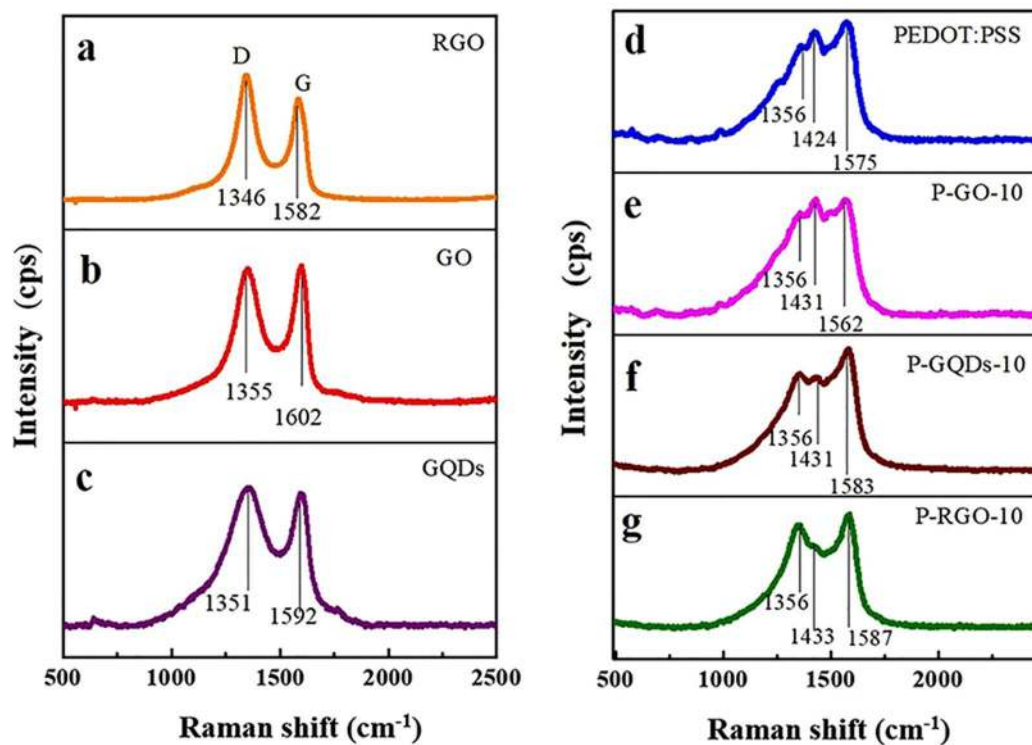 a
RGO
D
G
1346
1582
b
GO
1355
1602
c
GQDs
1351
1592
500
1000
1500
2000
2500
Raman shift (cm⁻¹)
Intensity (cps)
d
PEDOT:PSS
1356
1424
1575
e
P-GO-10
1356
1431
1562
f
P-GQDs-10
1356
1431
1583
g
P-RGO-10
1356
1433
1587
500
1000
1500
2000
Raman shift (cm⁻¹)
Intensity (cps)